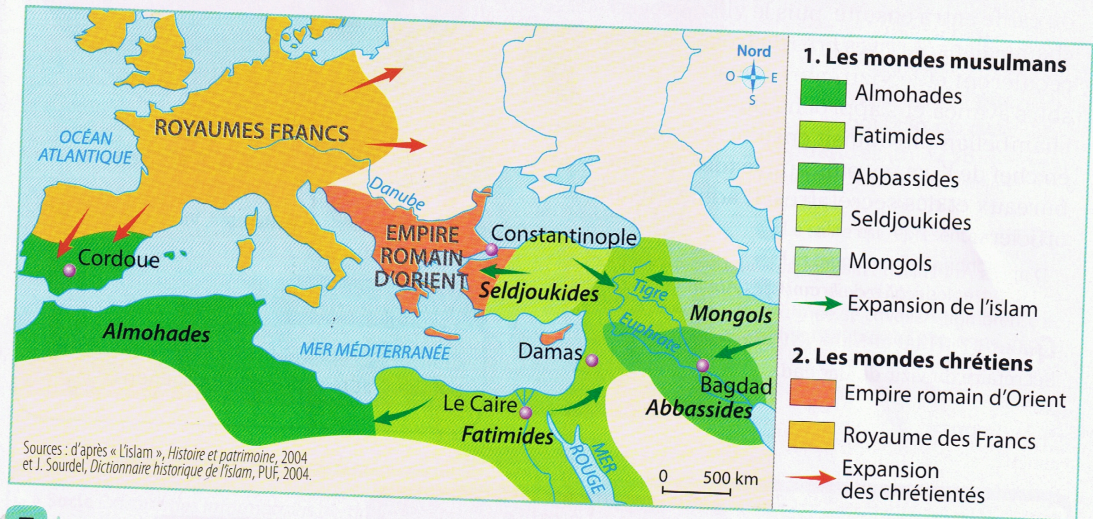 OCÉAN
ATLANTIQUE
ROYAUMES FRANCS
Danube
EMPIRE
ROMAIN
D'ORIENT
Constantinople
Cordoue
Seldjoukides
Tigre
Mongols
Euphrate
Almohades
MER MÉDITERRANÉE
Damas
Bagdad
Abbassides
Le Caire
Fatimides
MER
ROUGE
Nord
O
E
S
0 500 km
Sources : d'après « L'islam », Histoire et patrimoine, 2004
et J. Sourdel, Dictionnaire historique de l'islam, PUF, 2004.
1. Les mondes musulmans
Almohades
Fatimides
Abbassides
Seldjoukides
Mongols
Expansion de l'islam
2. Les mondes chrétiens
Empire romain d'Orient
Royaume des Francs
Expansion
des chrétientés